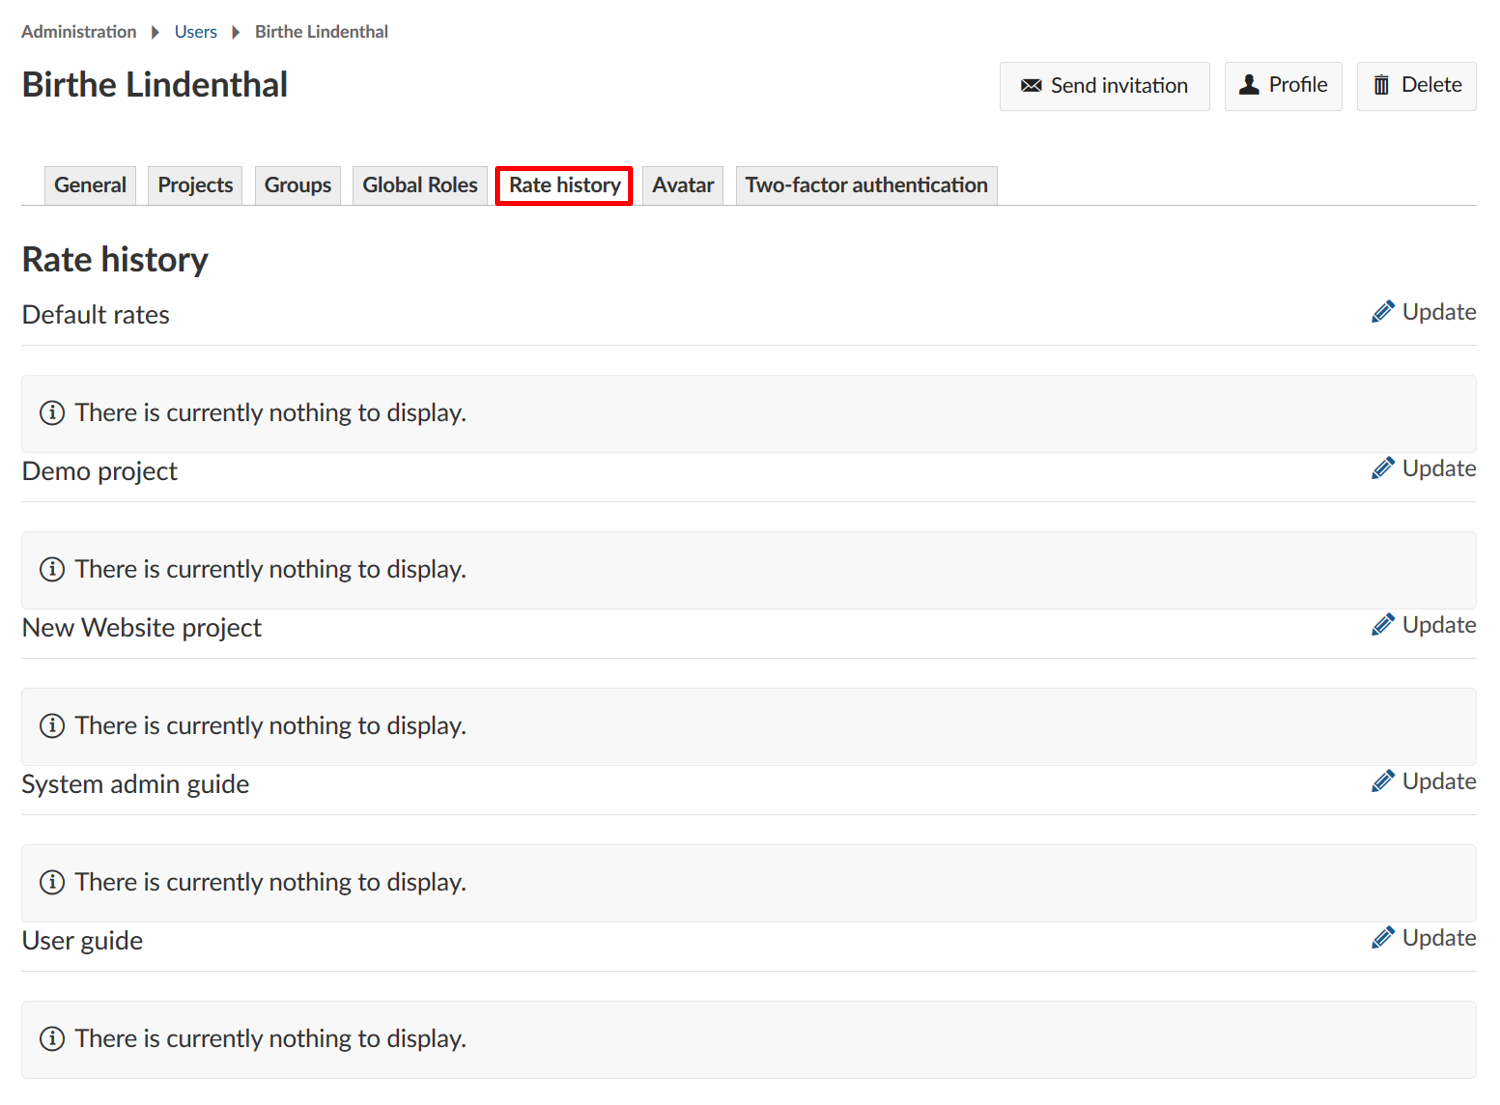 Administration Users Birthe Lindenthal
Birthe Lindenthal
Send invitation Profile Delete
General Projects Groups Global Roles Rate history Avatar Two-factor authentication
Rate history
Default rates Update
There is currently nothing to display.
Demo project Update
There is currently nothing to display.
New Website project Update
There is currently nothing to display.
System admin guide Update
There is currently nothing to display.
User guide Update
There is currently nothing to display.